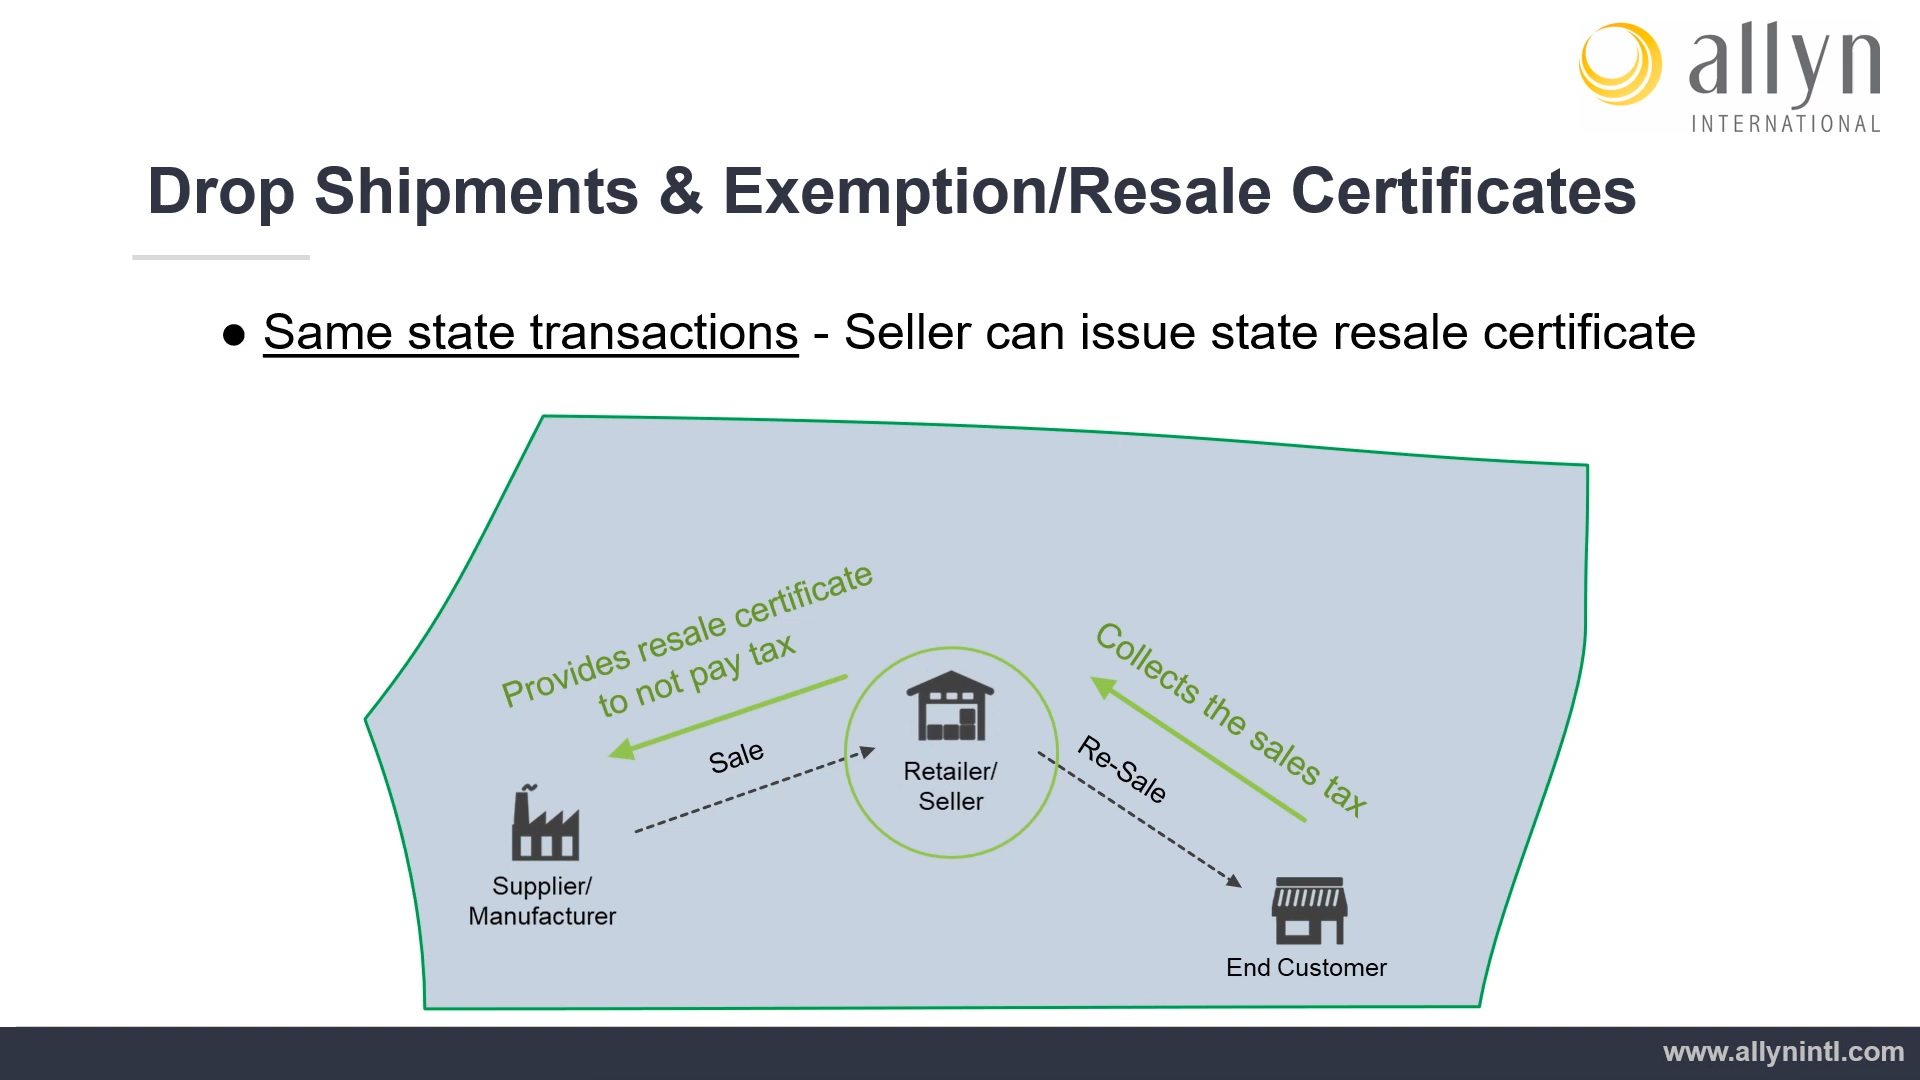 allyn
INTERNATIONAL
Drop Shipments & Exemption/Resale Certificates
● Same state transactions - Seller can issue state resale certificate
Provides resale certificate
to not pay tax
Sale
Retailer/
Seller
Collects the sales tax
Re-Sale
Supplier/
Manufacturer
End Customer
www.allynintl.com